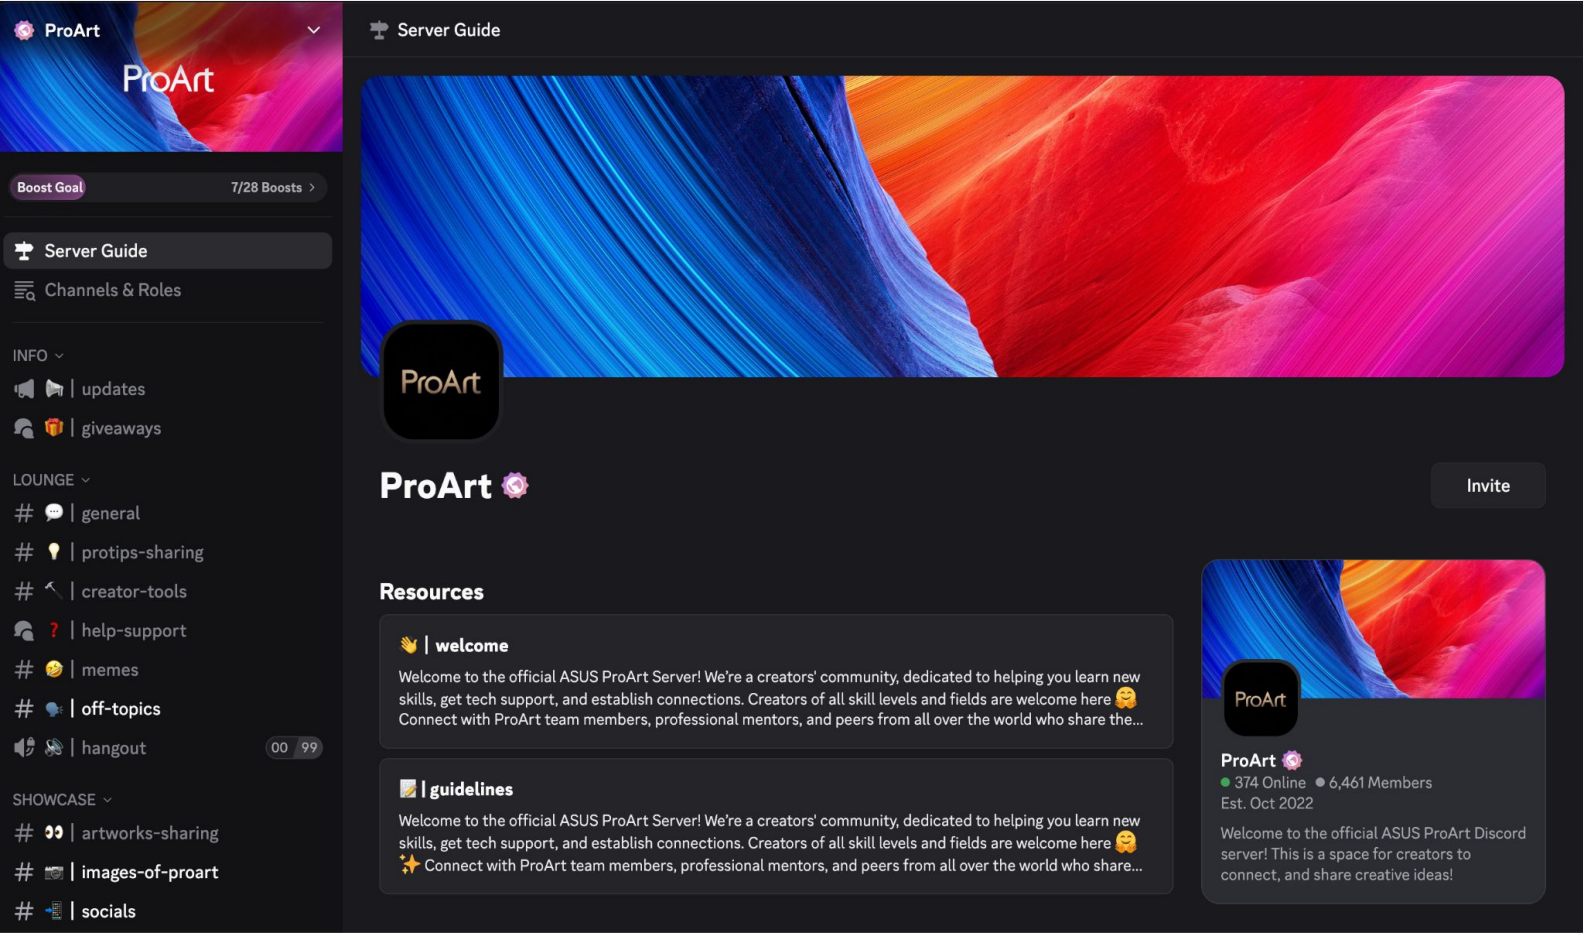 ProArt
ProArt
Boost Goal
7/28 Boosts
Server Guide
Channels & Roles
INFO
| updates
| giveaways
LOUNGE
# 💬 | general
# 💡 | protips-sharing
# | creator-tools
❓ | help-support
# 🤣 | memes
# 🗣 | off-topics
| hangout
00 99
SHOWCASE
# 👀 | artworks-sharing
# 📷 | images-of-proart
# 📲 | socials
Server Guide
ProArt
ProArt
Invite
Resources
👋 | welcome
Welcome to the official ASUS ProArt Server! We're a creators' community, dedicated to helping you learn new
skills, get tech support, and establish connections. Creators of all skill levels and fields are welcome here 🤗
Connect with ProArt team members, professional mentors, and peers from all over the world who share the...
📝 | guidelines
Welcome to the official ASUS ProArt Server! We're a creators' community, dedicated to helping you learn new
skills, get tech support, and establish connections. Creators of all skill levels and fields are welcome here 🤗
✨ Connect with ProArt team members, professional mentors, and peers from all over the world who share...
ProArt
ProArt
374 Online 6,461 Members
Est. Oct 2022
Welcome to the official ASUS ProArt Discord
server! This is a space for creators to
connect, and share creative ideas!